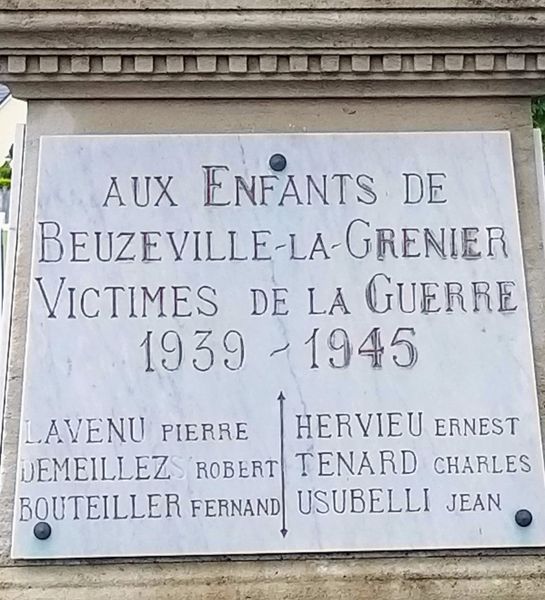 AUX ENFANTS DE
BEUZEVILLE-LA-GRENIER
VICTIMES DE LA GUERRE
1939 - 1945
LAVENU PIERRE
DEMEILLEZ ROBERT
BOUTEILLER FERNAND
HERVIEU ERNEST
TENARD CHARLES
USUBELLI JEAN